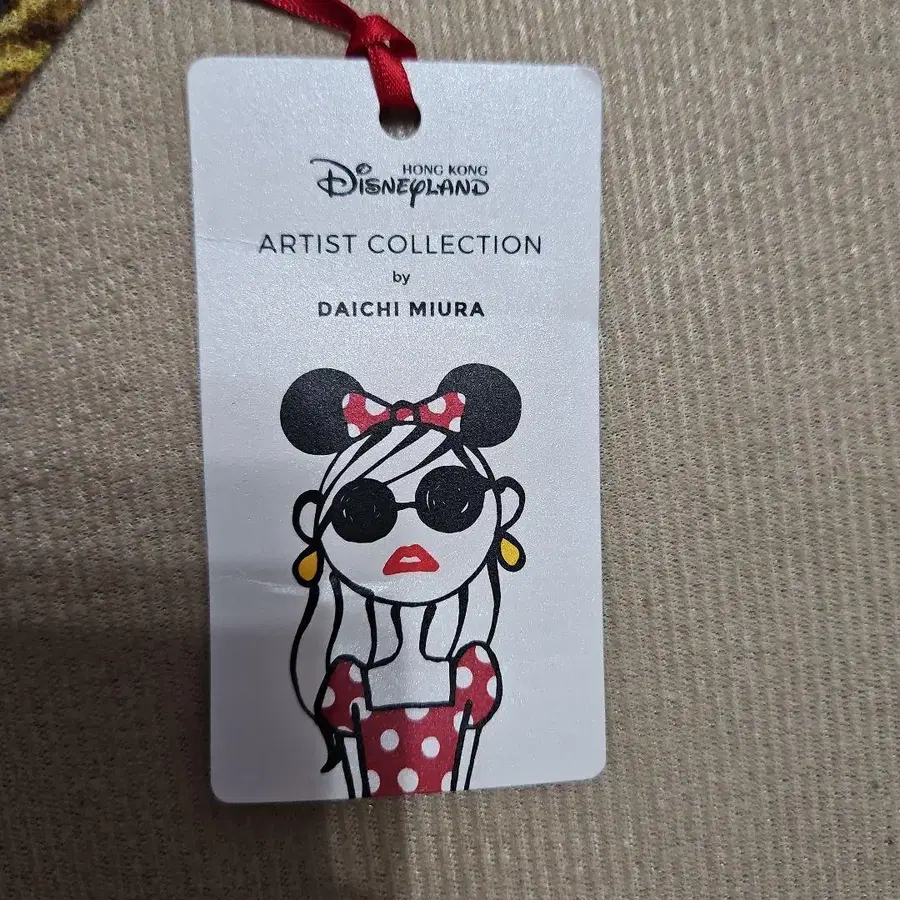 HONG KONG
DISNEYLAND
ARTIST COLLECTION
by
DAICHI MIURA